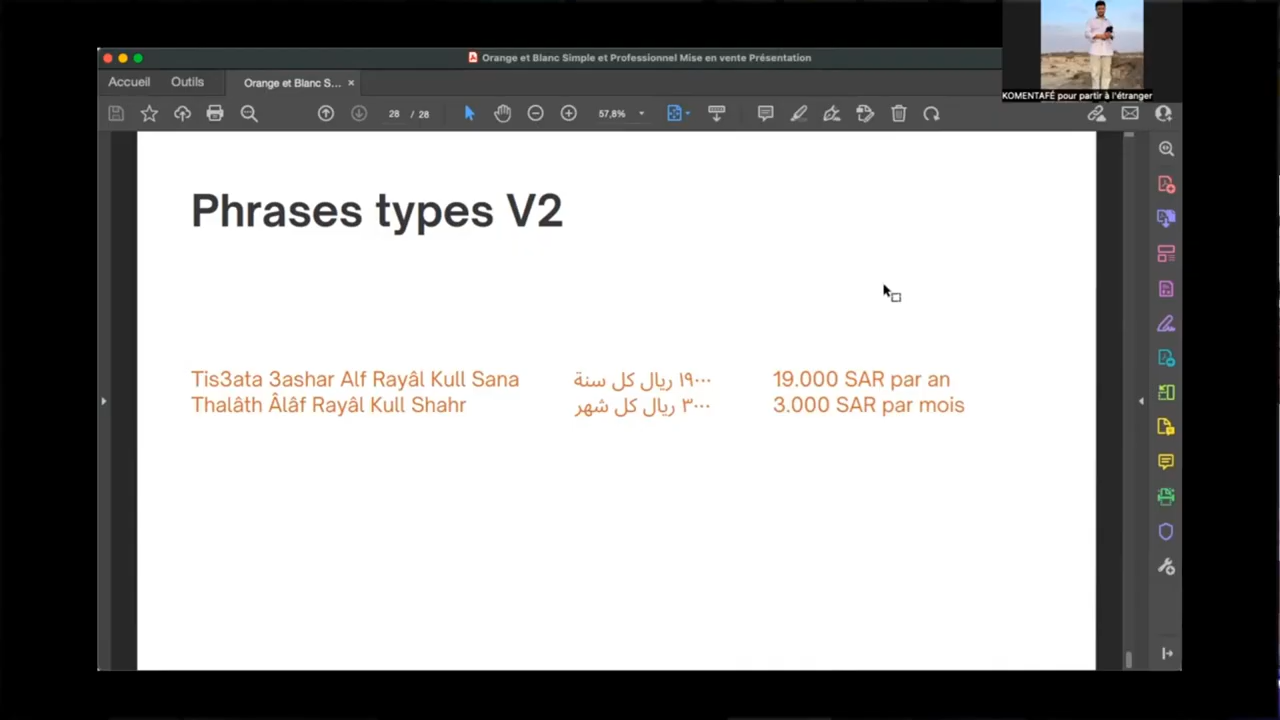 Orange et Blanc Simple et Professionnel Mise en vente Présentation
KOMENTAFÉ pour partir à l'étranger
Accueil Outils Orange et Blanc S... ×
28 / 28 57,8%
Phrases types V2
Tis3ata 3ashar Alf Rayâl Kull Sana ١٩٠٠٠ ريال كل سنة 19.000 SAR par an
Thalâth Âlâf Rayâl Kull Shahr ٣٠٠٠ ريال كل شهر 3.000 SAR par mois